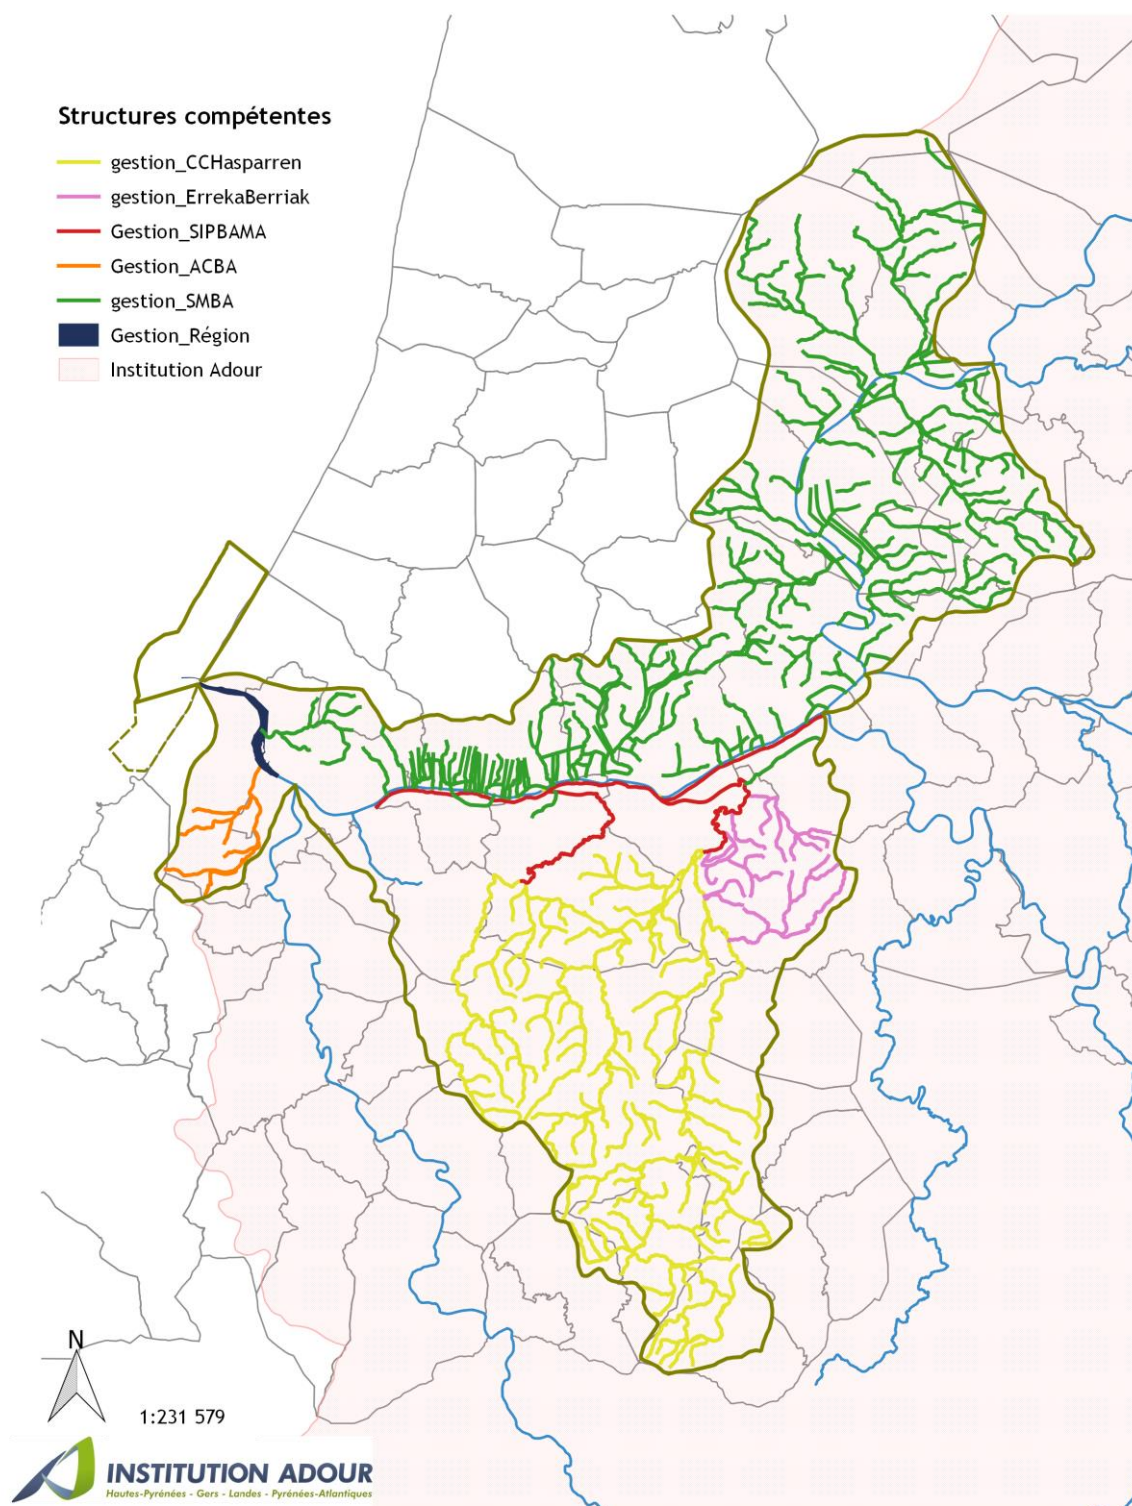 Structures compétentes
gestion_CCHasparren
gestion_ErrekaBerriak
Gestion_SIPBAMA
Gestion_ACBA
gestion_SMBA
Gestion_Région
Institution Adour
N
1:231 579
INSTITUTION ADOUR
Hautes-Pyrénées - Gers - Landes - Pyrénées-Atlantiques